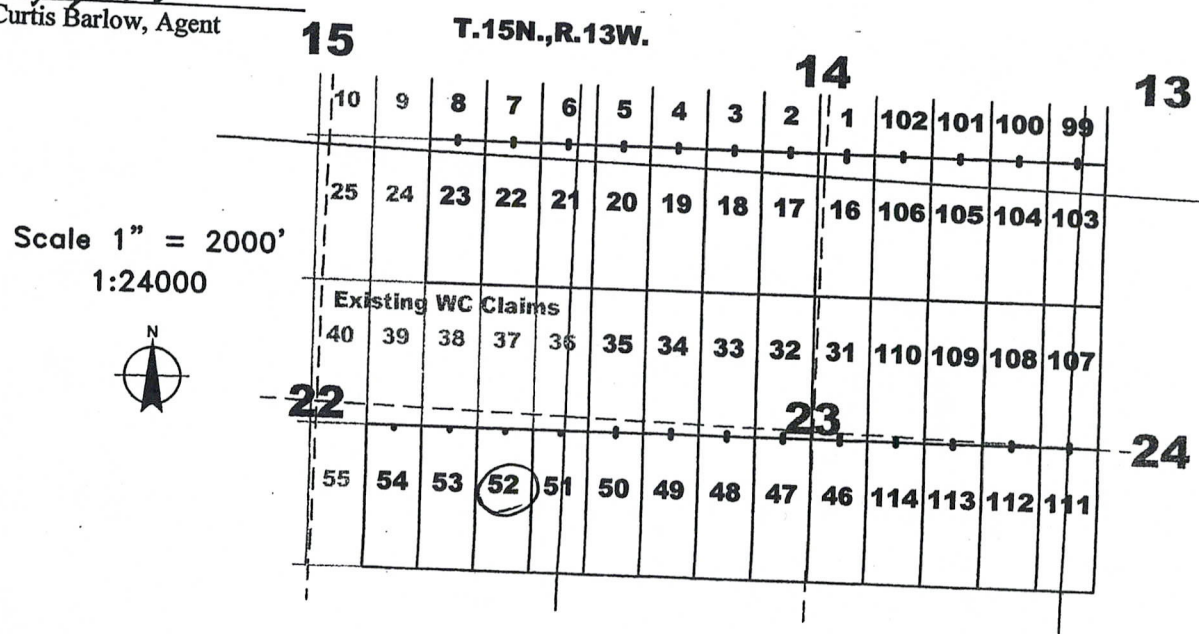 Curtis Barlow, Agent
T.15N.,R.13W.
15
14
13
10 9 8 7 6 5 4 3 2 1 102 101 100 99
25 24 23 22 21 20 19 18 17 16 106 105 104 103
Scale 1" = 2000'
1:24000
N
Existing WC Claims
40 39 38 37 36 35 34 33 32 31 110 109 108 107
22
23
24
55 54 53 52 51 50 49 48 47 46 114 113 112 111